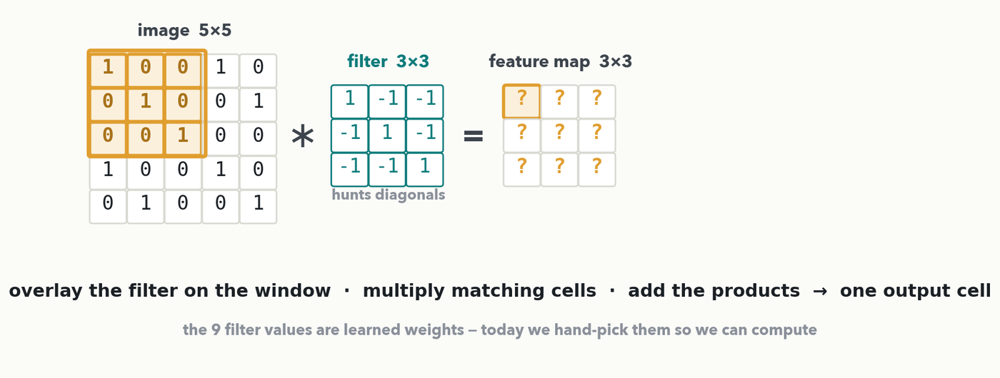 image 5×5
filter 3×3
feature map 3×3
1 0 0 1 0
0 1 0 0 1
0 0 1 0 0
1 0 0 1 0
0 1 0 0 1
*
1 -1 -1
-1 1 -1
-1 -1 1
hunts diagonals
=
? ? ?
? ? ?
? ? ?
overlay the filter on the window · multiply matching cells · add the products → one output cell
the 9 filter values are learned weights – today we hand-pick them so we can compute